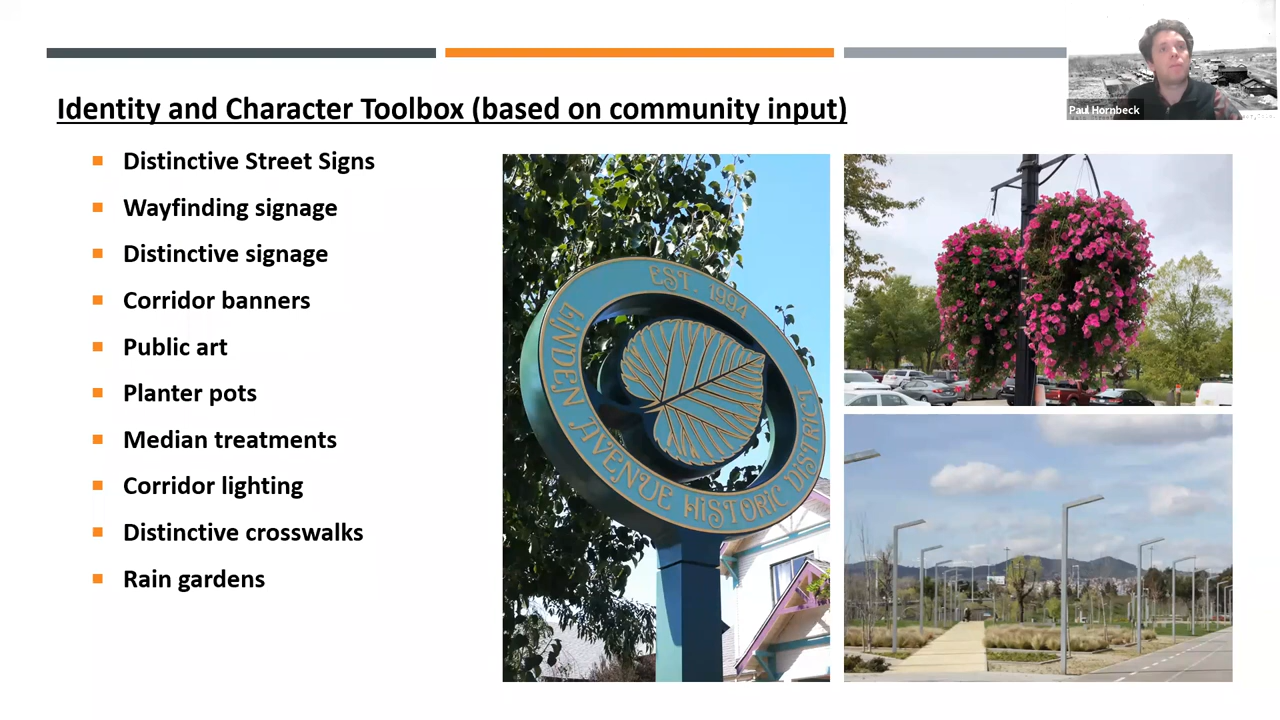 Identity and Character Toolbox (based on community input)
Paul Hornbeck
Distinctive Street Signs
Wayfinding signage
Distinctive signage
Corridor banners
Public art
Planter pots
Median treatments
Corridor lighting
Distinctive crosswalks
Rain gardens
EST. 1994
LINDEN AVENUE HISTORIC DISTRICT